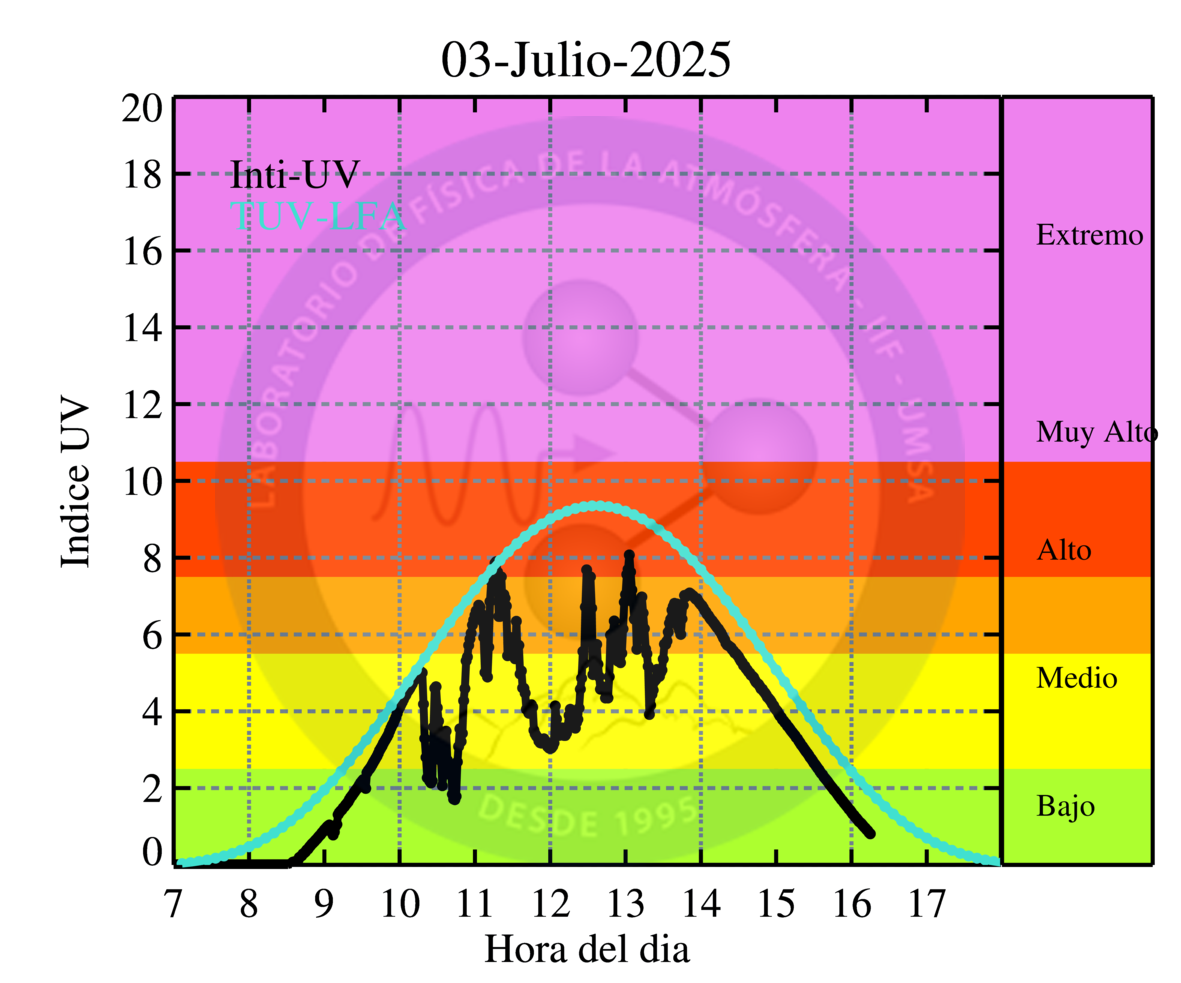 03-Julio-2025
20
18
16
14
12
10
8
6
4
2
0
Indice UV
Inti-UV
TUV-LFA
LABORATORIO DE FÍSICA DE LA ATMÓSFERA - IIF - UMSA
DESDE 1995
Extremo
Muy Alto
Alto
Medio
Bajo
7 8 9 10 11 12 13 14 15 16 17
Hora del dia